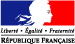 Liberté • Égalité • Fraternité
RÉPUBLIQUE FRANÇAISE